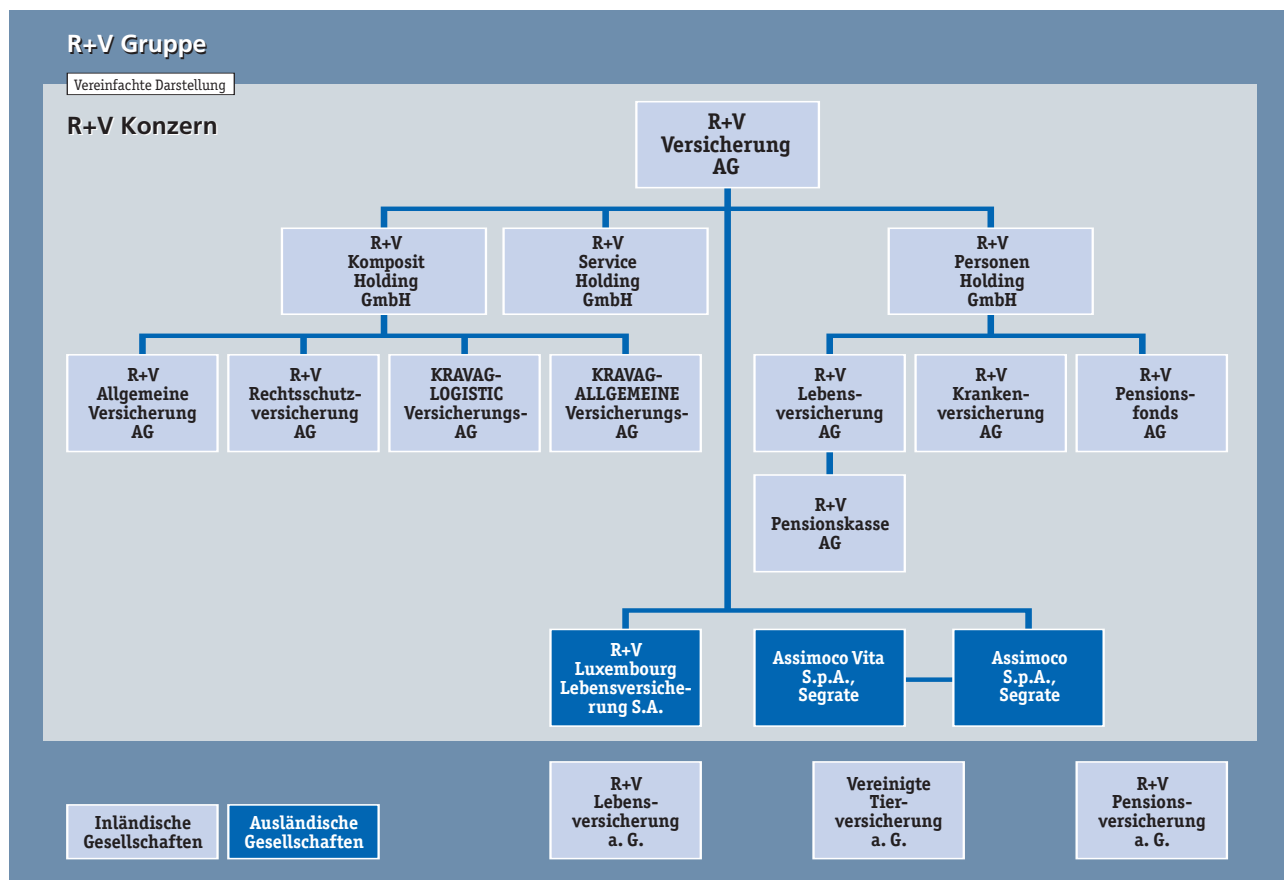 R+V Gruppe
Vereinfachte Darstellung
R+V Konzern
R+V
Versicherung
AG
R+V
Komposit
Holding
GmbH
R+V
Service
Holding
GmbH
R+V
Personen
Holding
GmbH
R+V
Allgemeine
Versicherung
AG
R+V
Rechtsschutz-
versicherung
AG
KRAVAG-
LOGISTIC
Versicherungs-
AG
KRAVAG-
ALLGEMEINE
Versicherungs-
AG
R+V
Lebens-
versicherung
AG
R+V
Kranken-
versicherung
AG
R+V
Pensions-
fonds
AG
R+V
Pensionskasse
AG
R+V
Luxembourg
Lebensversiche-
rung S.A.
Assimoco Vita
S.p.A.,
Segrate
Assimoco
S.p.A.,
Segrate
R+V
Lebens-
versicherung
a. G.
Vereinigte
Tier-
versicherung
a. G.
R+V
Pensions-
versicherung
a. G.
Inländische
Gesellschaften
Ausländische
Gesellschaften